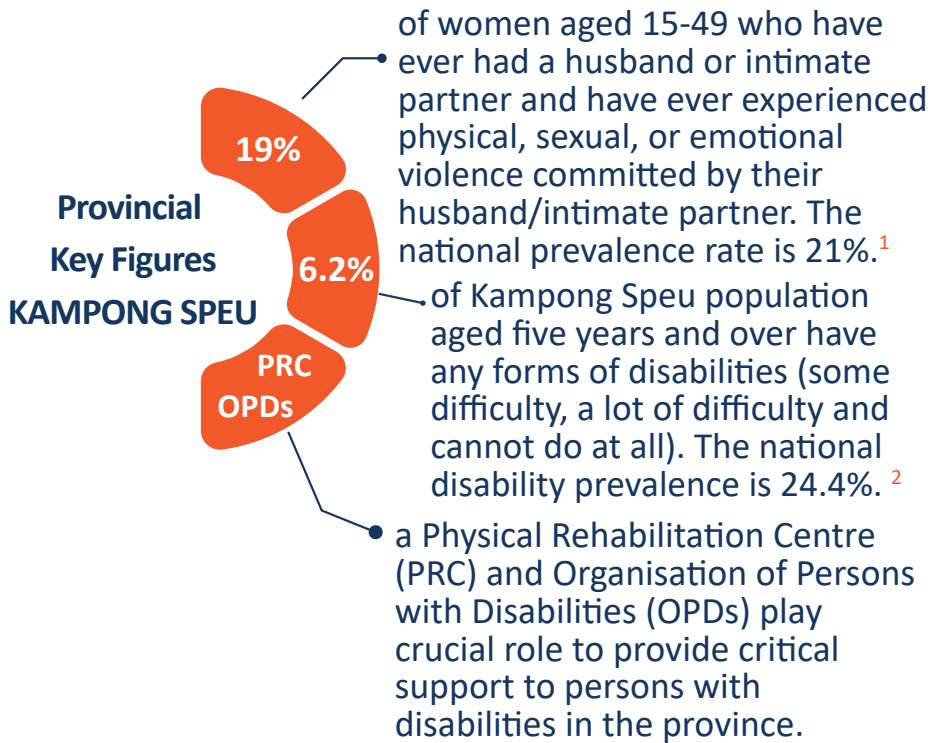 Provincial
Key Figures
KAMPONG SPEU
19%
of women aged 15-49 who have
ever had a husband or intimate
partner and have ever experienced
physical, sexual, or emotional
violence committed by their
husband/intimate partner. The
national prevalence rate is 21%.1
6.2%
of Kampong Speu population
aged five years and over have
any forms of disabilities (some
difficulty, a lot of difficulty and
cannot do at all). The national
disability prevalence is 24.4%. 2
PRC
OPDs
a Physical Rehabilitation Centre
(PRC) and Organisation of Persons
with Disabilities (OPDs) play
crucial role to provide critical
support to persons with
disabilities in the province.